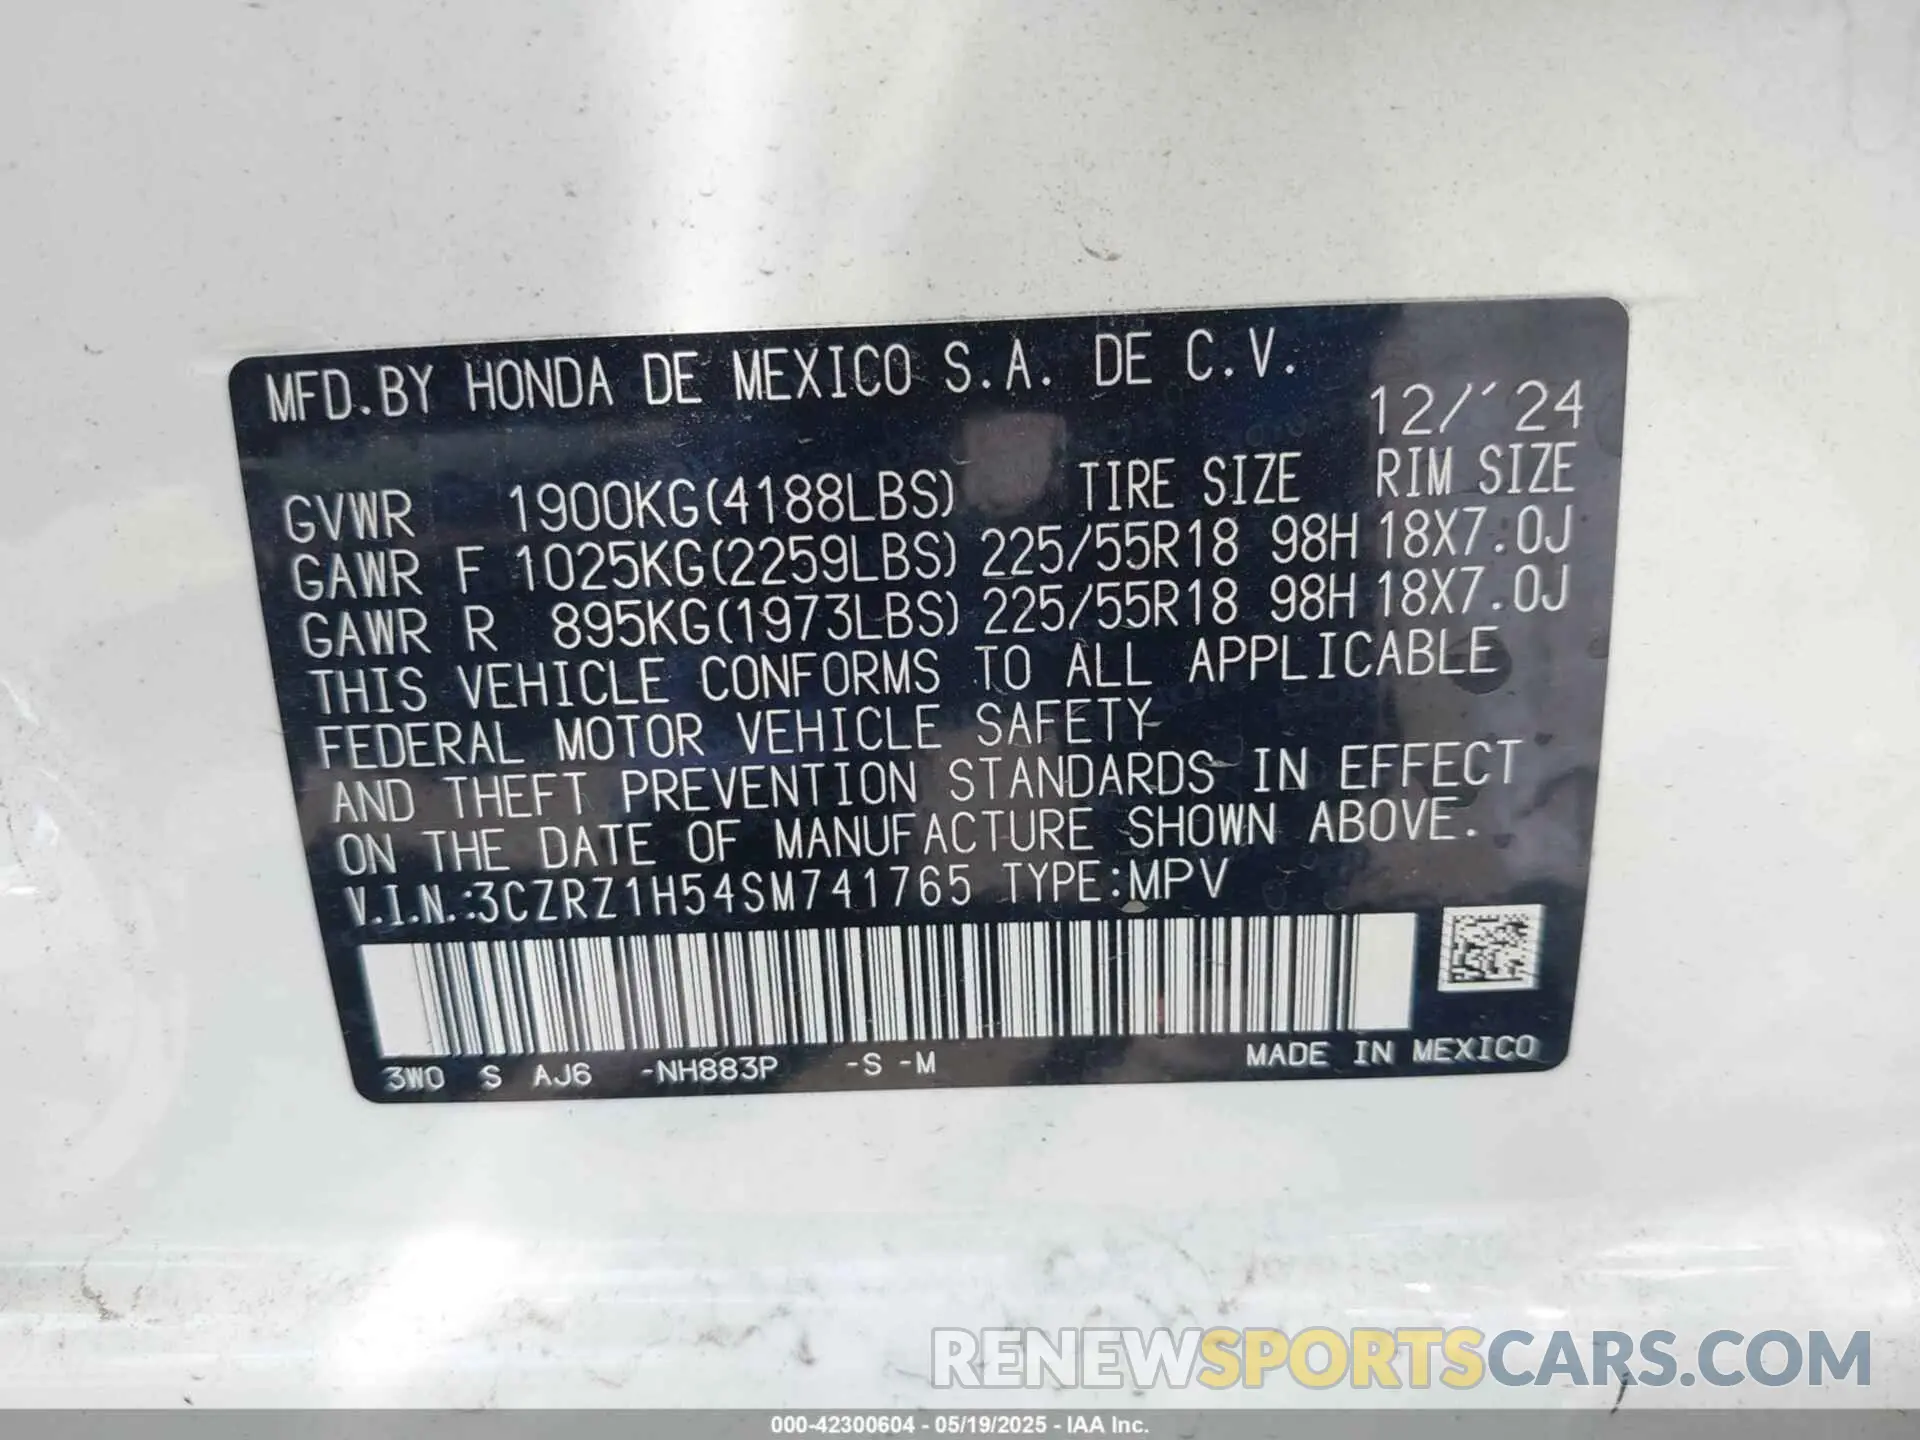 MFD.BY HONDA DE MEXICO S.A. DE C.V.
12/´24
GVWR 1900KG(4188LBS) TIRE SIZE RIM SIZE
GAWR F 1025KG(2259LBS) 225/55R18 98H 18X7.0J
GAWR R 895KG(1973LBS) 225/55R18 98H 18X7.0J
THIS VEHICLE CONFORMS TO ALL APPLICABLE
FEDERAL MOTOR VEHICLE SAFETY
AND THEFT PREVENTION STANDARDS IN EFFECT
ON THE DATE OF MANUFACTURE SHOWN ABOVE.
V.I.N.:3CZRZ1H54SM741765 TYPE:MPV
3W0 S AJ6 -NH883P -S -M MADE IN MEXICO
RENEWSPORTSCARS.COM
000-42300604 - 05/19/2025 - IAA Inc.